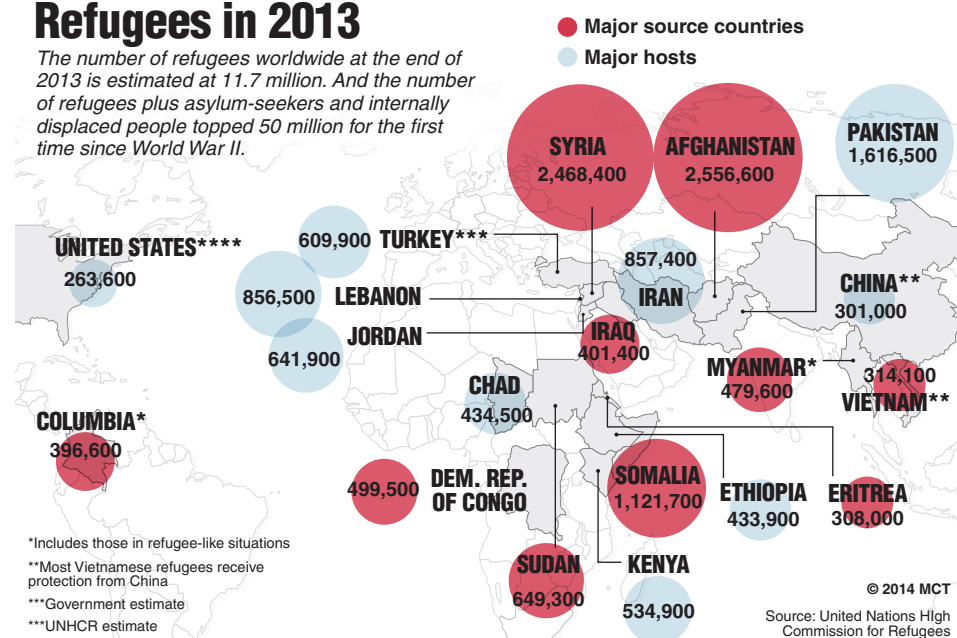 Refugees in 2013
The number of refugees worldwide at the end of
2013 is estimated at 11.7 million. And the number
of refugees plus asylum-seekers and internally
displaced people topped 50 million for the first
time since World War II.
Major source countries
Major hosts
SYRIA
2,468,400
AFGHANISTAN
2,556,600
PAKISTAN
1,616,500
UNITED STATES****
263,600
609,900
TURKEY***
856,500
LEBANON
JORDAN
641,900
857,400
IRAN
CHINA**
301,000
IRAQ
401,400
MYANMAR*
479,600
314,100
VIETNAM**
CHAD
434,500
COLUMBIA*
396,600
499,500
DEM. REP.
OF CONGO
SOMALIA
1,121,700
ETHIOPIA
433,900
ERITREA
308,000
SUDAN
649,300
KENYA
534,900
*Includes those in refugee-like situations
**Most Vietnamese refugees receive
protection from China
***Government estimate
***UNHCR estimate
© 2014 MCT
Source: United Nations HIgh
Commission for Refugees